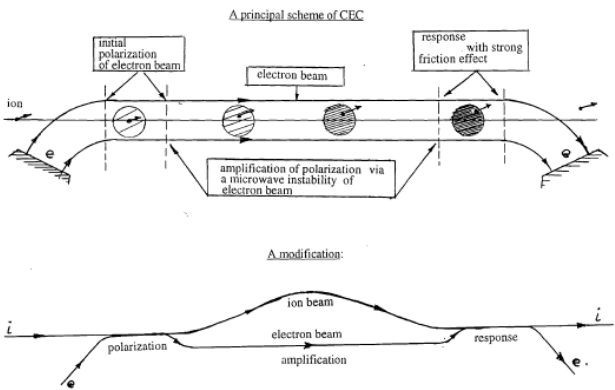 A principal scheme of CEC
initial
polarization
of electron beam
response
with strong
friction effect
electron beam
ion
e
e
amplification of polarization via
a microwave instability of
electron beam
A modification:
ion beam
i
i
electron beam
polarization
response
amplification
e
e.